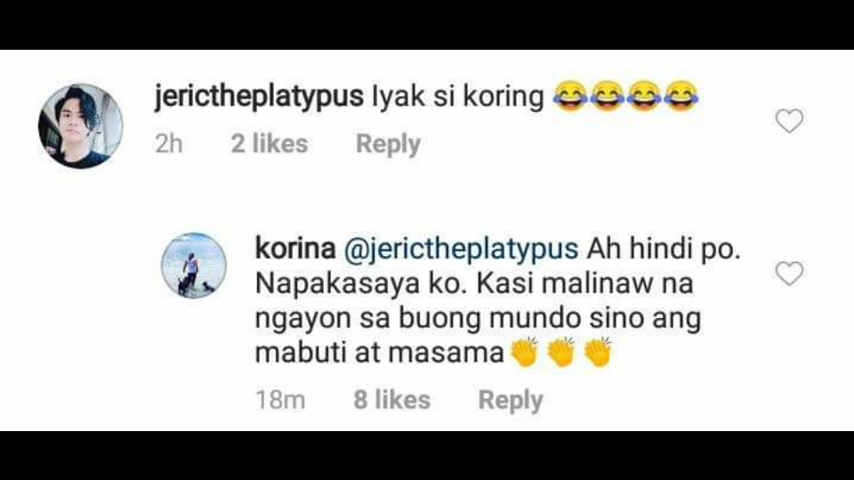 jerictheplatypus Iyak si koring 😂😂😂😂
2h 2 likes Reply
korina @jerictheplatypus Ah hindi po.
Napakasaya ko. Kasi malinaw na
ngayon sa buong mundo sino ang
mabuti at masama👏👏👏
18m 8 likes Reply